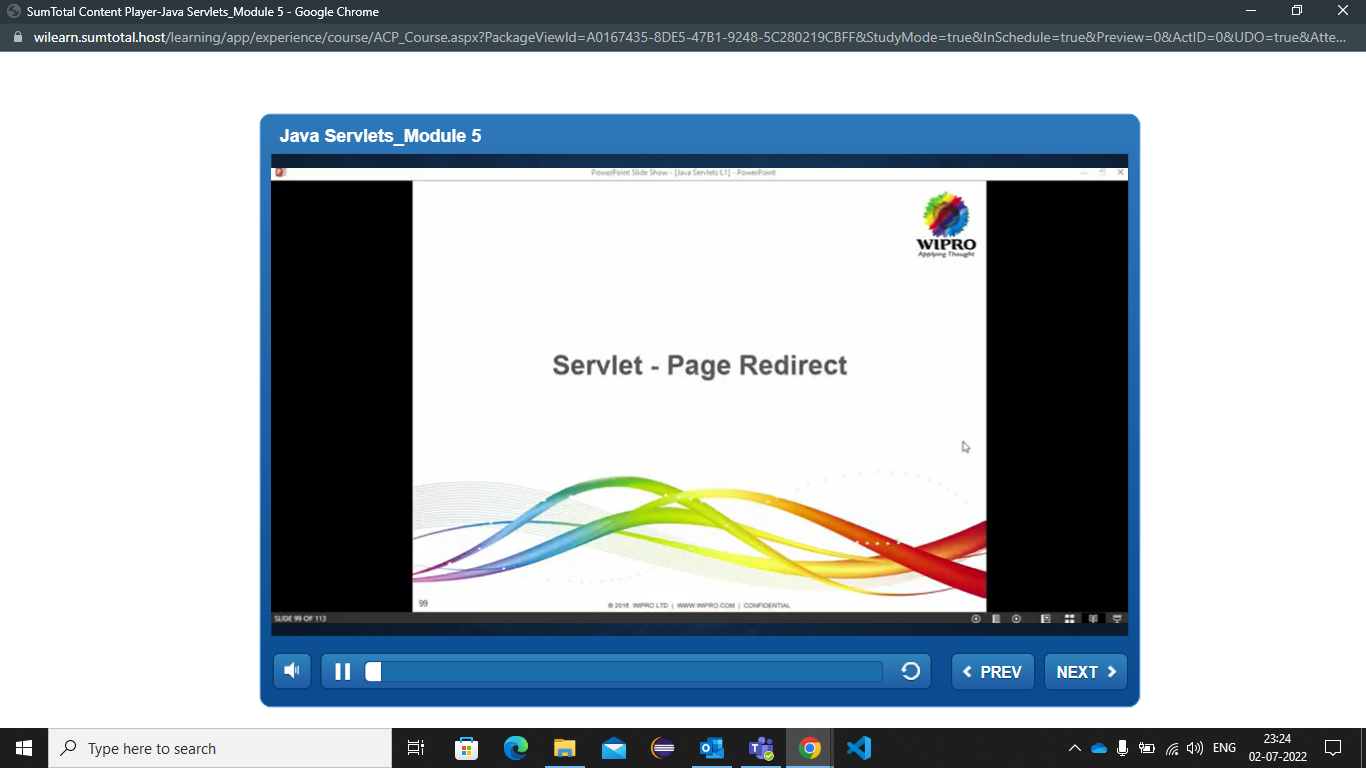 SumTotal Content Player-Java Servlets_Module 5 - Google Chrome
wilearn.sumtotal.host/learning/app/experience/course/ACP_Course.aspx?PackageViewId=A0167435-8DE5-47B1-9248-5C280219CBFF&StudyMode=true&InSchedule=true&Preview=0&ActID=0&UDO=true&Atte...
Java Servlets_Module 5
PowerPoint Slide Show - [Java Servlets L1] - PowerPoint
WIPRO
Applying Thought
Servlet - Page Redirect
99
© 2016 WIPRO LTD | WWW.WIPRO.COM | CONFIDENTIAL
SLIDE 99 OF 113
PREV
NEXT
Type here to search
ENG
23:24
02-07-2022